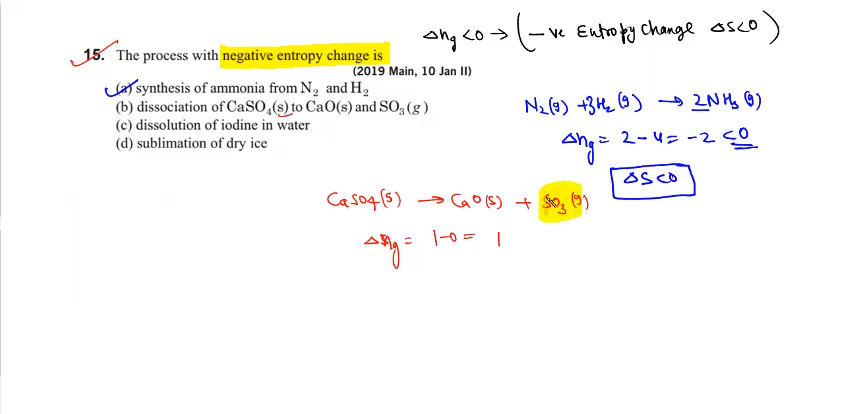 Δng<0 → (-ve Entropy Change ΔS<0)
15. The process with negative entropy change is
(2019 Main, 10 Jan II)
(a) synthesis of ammonia from N₂ and H₂
(b) dissociation of CaSO₄(s) to CaO(s) and SO₃(g)
(c) dissolution of iodine in water
(d) sublimation of dry ice
N₂(g) + 3H₂(g) → 2NH₃(g)
Δng = 2 - 4 = -2 < 0
ΔS<0
CaSO4(s) → CaO(s) + SO₃(g)
Δng = 1-0 = 1